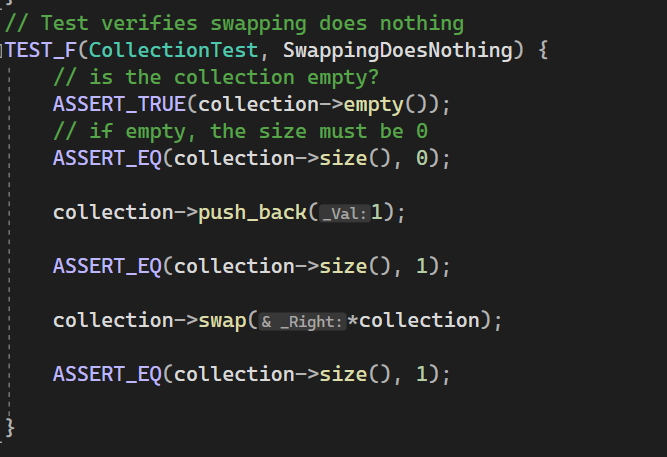 }
// Test verifies swapping does nothing
TEST_F(CollectionTest, SwappingDoesNothing) {
// is the collection empty?
ASSERT_TRUE(collection->empty());
// if empty, the size must be 0
ASSERT_EQ(collection->size(), 0);
collection->push_back(_Val:1);
ASSERT_EQ(collection->size(), 1);
collection->swap(& _Right:*collection);
ASSERT_EQ(collection->size(), 1);
}